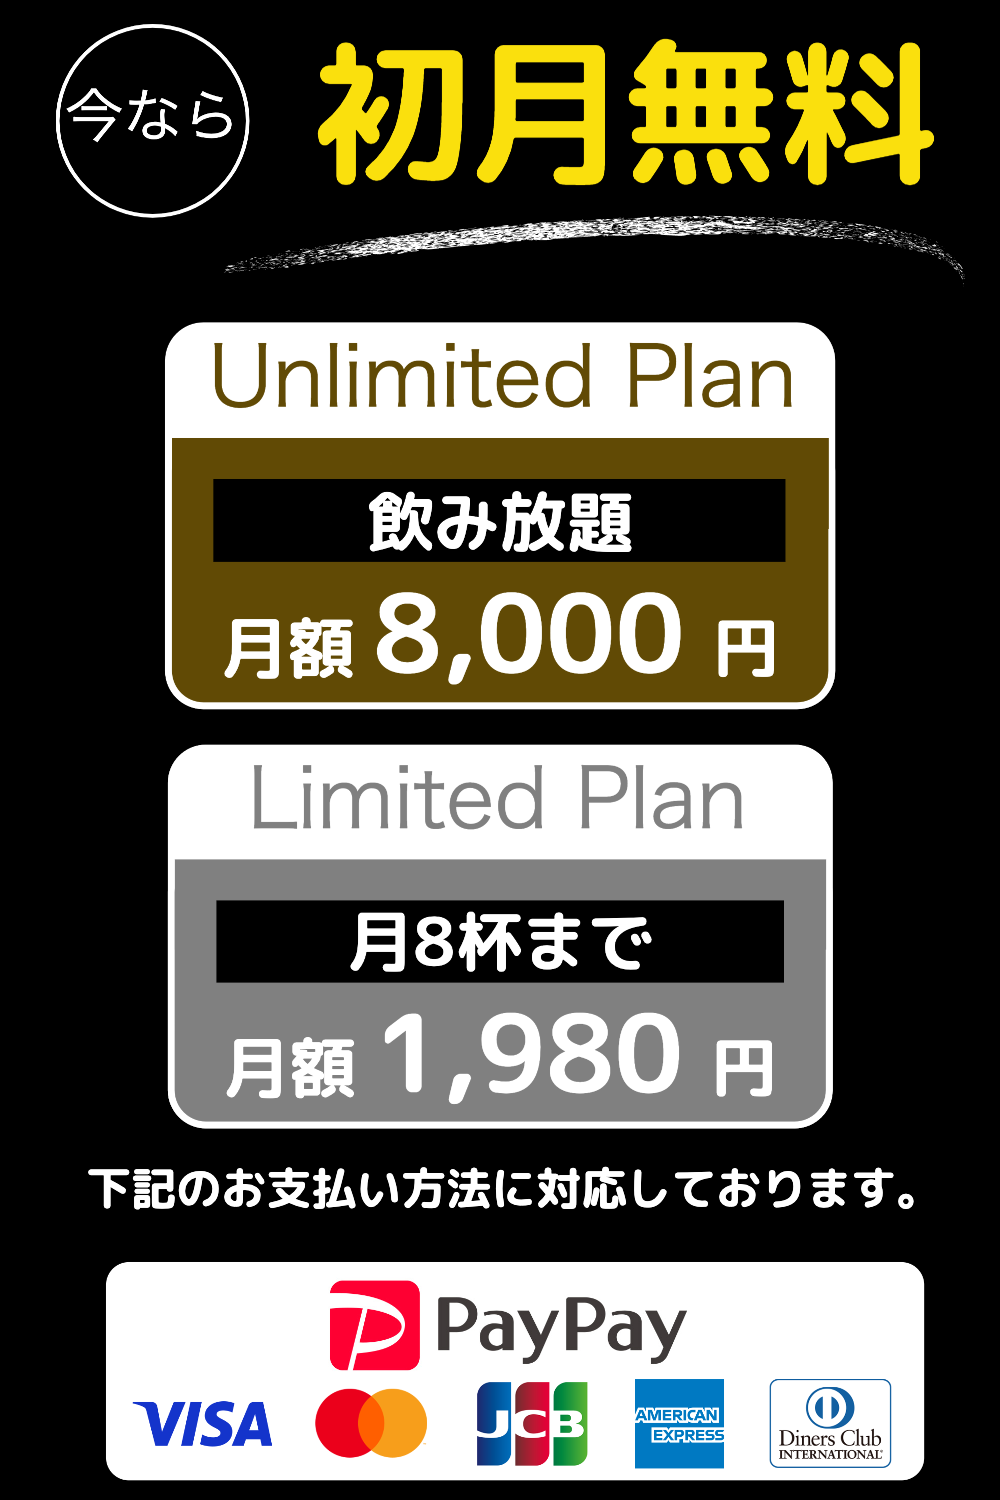 今なら
初月無料
Unlimited Plan
飲み放題
月額 8,000 円
Limited Plan
月8杯まで
月額 1,980 円
下記のお支払い方法に対応しております。
PayPay
VISA
JCB
AMERICAN
EXPRESS
Diners Club
INTERNATIONAL